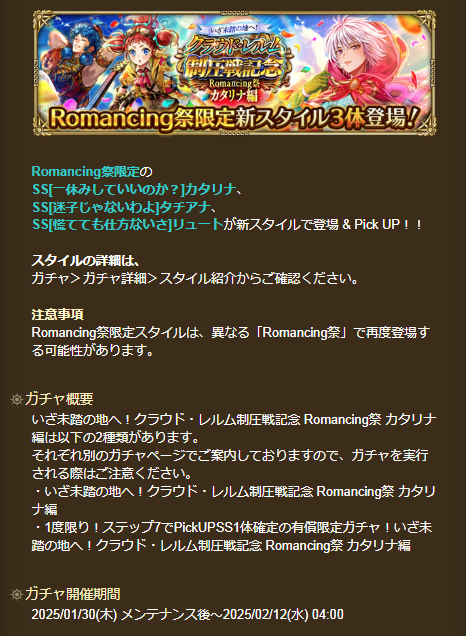 いざ未踏の地へ!
クラウド・レルム
制圧戦記念
Romancing祭
カタリナ編
Romancing祭限定新スタイル3体登場!
Romancing祭限定の
SS[一休みしていいのか?]カタリナ、
SS[迷子じゃないわよ]タチアナ、
SS[慌てても仕方ないさ]リュートが新スタイルで登場 & Pick UP！！
スタイルの詳細は、
ガチャ＞ガチャ詳細＞スタイル紹介からご確認ください。
注意事項
Romancing祭限定スタイルは、異なる「Romancing祭」で再度登場す
る可能性があります。
ガチャ概要
いざ未踏の地へ！クラウド・レルム制圧戦記念 Romancing祭 カタリナ
編は以下の2種類があります。
それぞれ別のガチャページでご案内しておりますので、ガチャを実行
される際はご注意ください。
・いざ未踏の地へ！クラウド・レルム制圧戦記念 Romancing祭 カタリ
ナ編
・1度限り！ステップ7でPickUPSS1体確定の有償限定ガチャ！いざ未
踏の地へ！クラウド・レルム制圧戦記念 Romancing祭 カタリナ編
ガチャ開催期間
2025/01/30(木) メンテナンス後～2025/02/12(水) 04:00